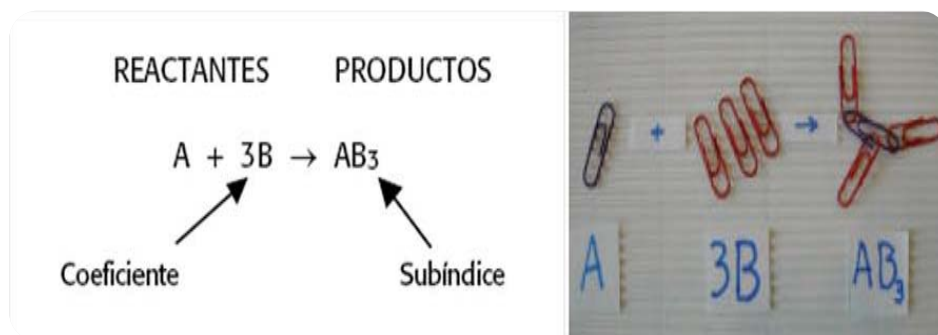 REACTANTES PRODUCTOS
A + 3B → AB₃
Coeficiente Subíndice
+ →
A 3B AB₃